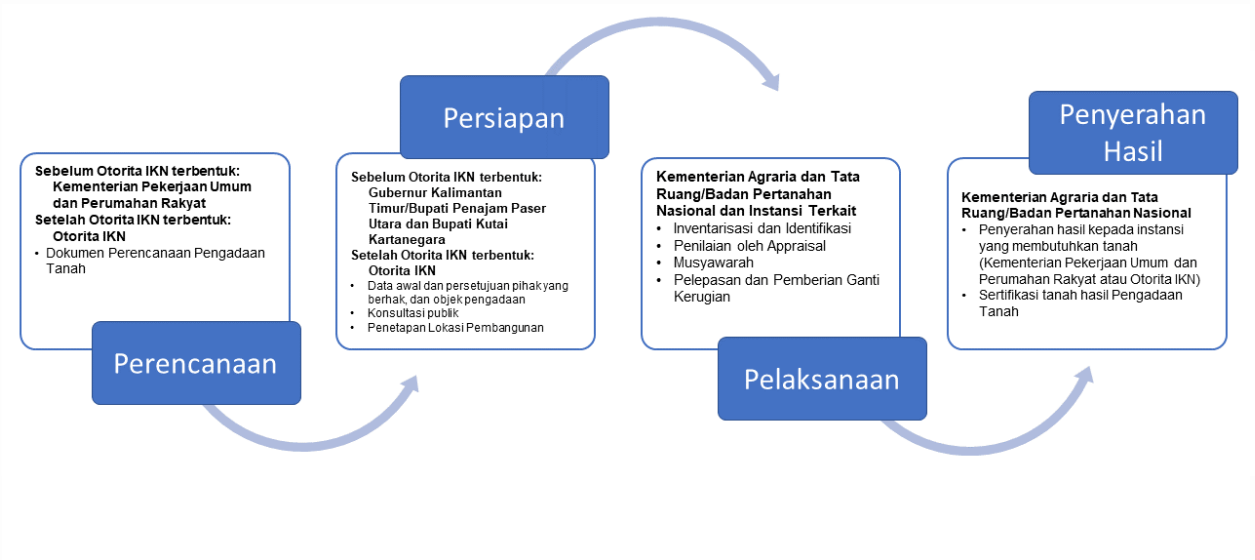 Perencanaan
Sebelum Otorita IKN terbentuk:
Kementerian Pekerjaan Umum
dan Perumahan Rakyat
Setelah Otorita IKN terbentuk:
Otorita IKN
• Dokumen Perencanaan Pengadaan
Tanah
Persiapan
Sebelum Otorita IKN terbentuk:
Gubernur Kalimantan
Timur/Bupati Penajam Paser
Utara dan Bupati Kutai
Kartanegara
Setelah Otorita IKN terbentuk:
Otorita IKN
• Data awal dan persetujuan pihak yang
berhak, dan objek pengadaan
• Konsultasi publik
• Penetapan Lokasi Pembangunan
Pelaksanaan
Kementerian Agraria dan Tata
Ruang/Badan Pertanahan
Nasional dan Instansi Terkait
• Inventarisasi dan Identifikasi
• Penilaian oleh Appraisal
• Musyawarah
• Pelepasan dan Pemberian Ganti
Kerugian
Penyerahan
Hasil
Kementerian Agraria dan Tata
Ruang/Badan Pertanahan Nasional
• Penyerahan hasil kepada instansi
yang membutuhkan tanah
(Kementerian Pekerjaan Umum dan
Perumahan Rakyat atau Otorita IKN)
• Sertifikasi tanah hasil Pengadaan
Tanah